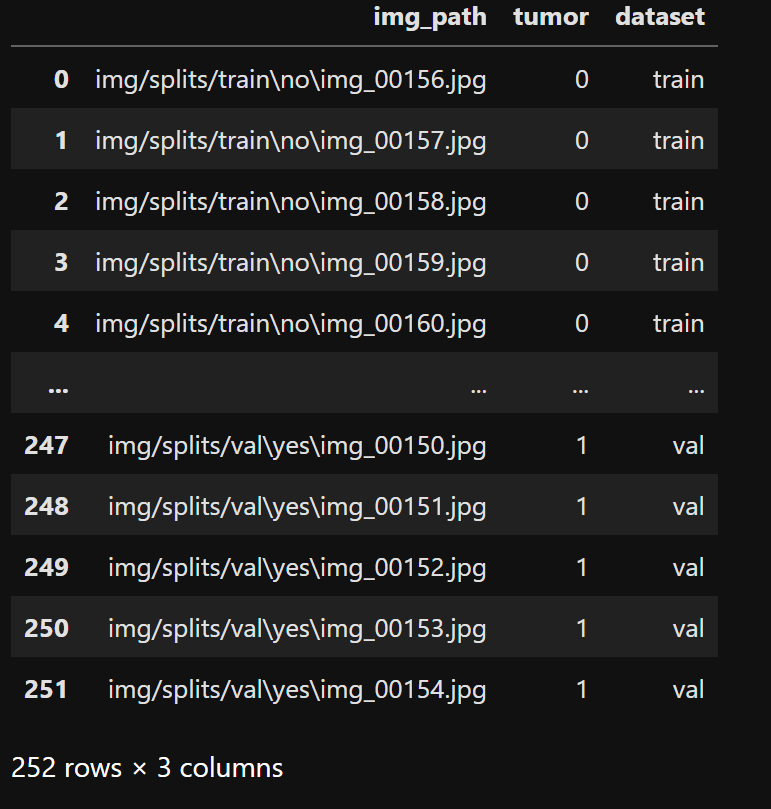 img_path tumor dataset
0 img/splits/train\no\img_00156.jpg 0 train
1 img/splits/train\no\img_00157.jpg 0 train
2 img/splits/train\no\img_00158.jpg 0 train
3 img/splits/train\no\img_00159.jpg 0 train
4 img/splits/train\no\img_00160.jpg 0 train
... ... ... ...
247 img/splits/val\yes\img_00150.jpg 1 val
248 img/splits/val\yes\img_00151.jpg 1 val
249 img/splits/val\yes\img_00152.jpg 1 val
250 img/splits/val\yes\img_00153.jpg 1 val
251 img/splits/val\yes\img_00154.jpg 1 val
252 rows × 3 columns